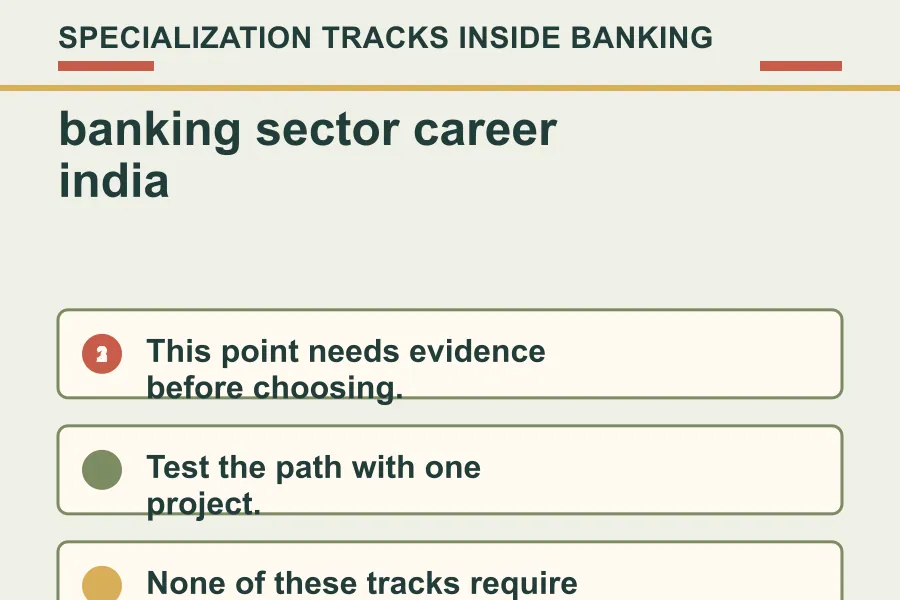 SPECIALIZATION TRACKS INSIDE BANKING
banking sector career
india
This point needs evidence
before choosing.
Test the path with one
project.
None of these tracks require